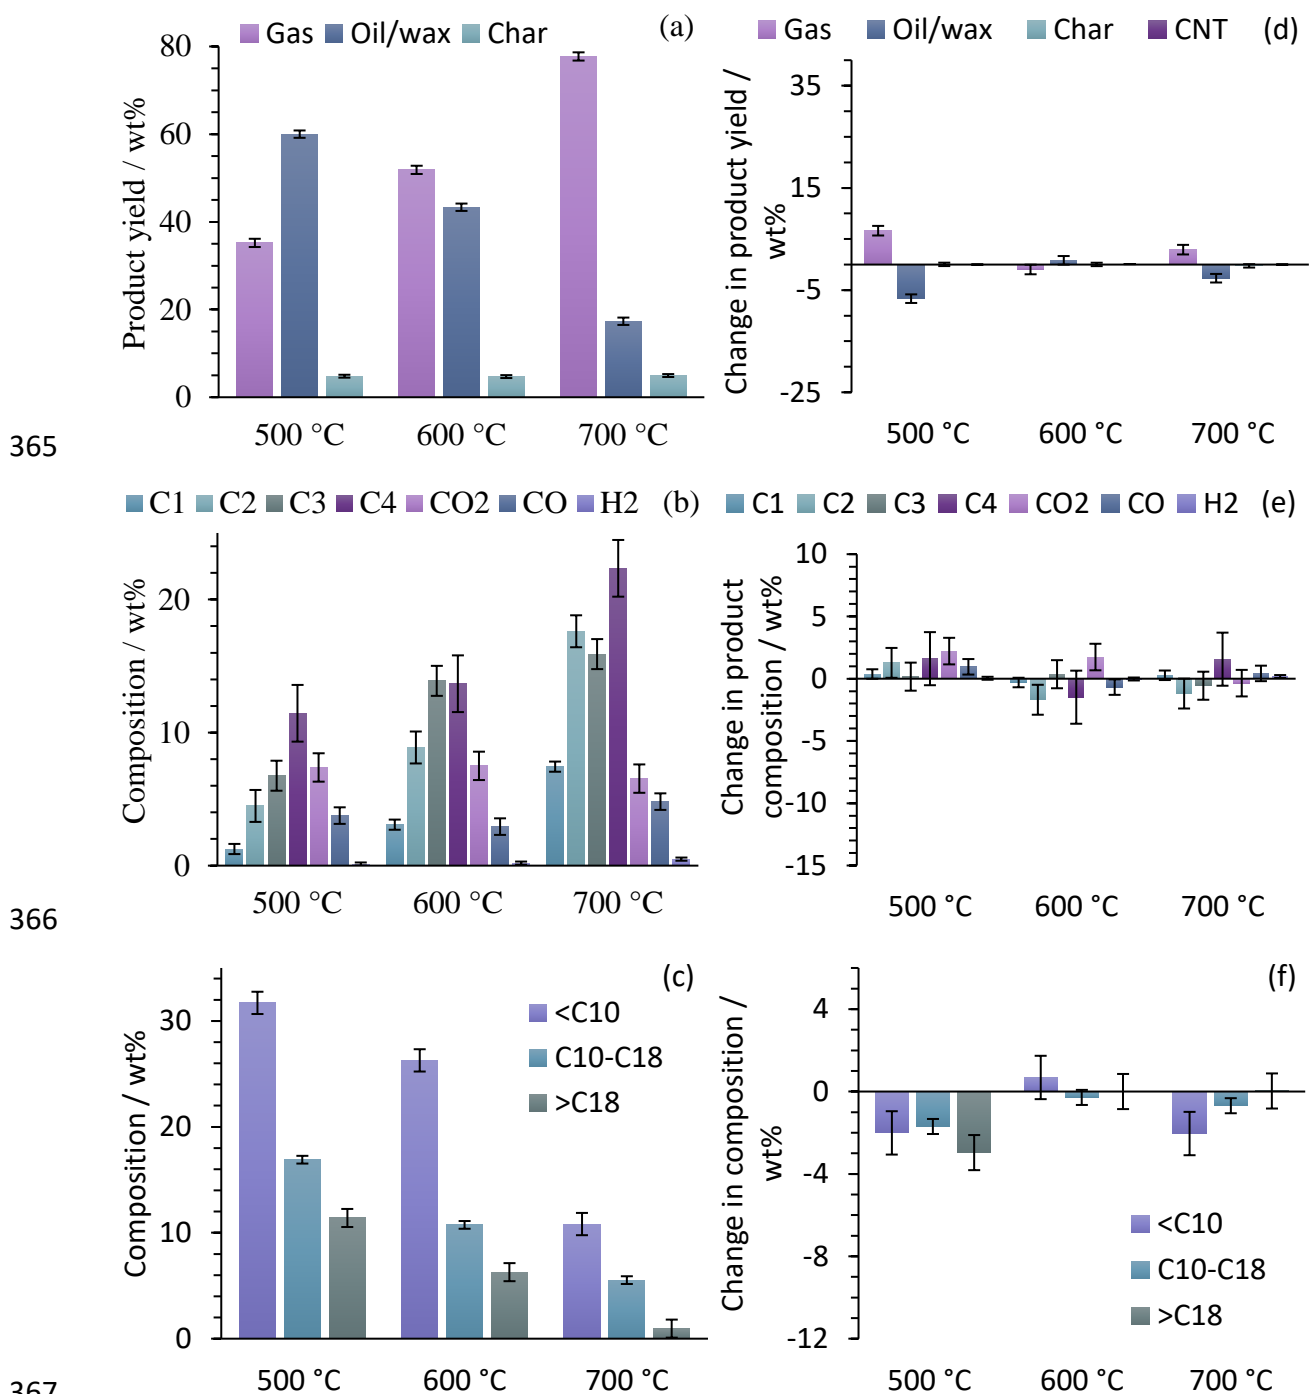 Gas Oil/wax Char (a)
80
60
40
20
0
Product yield / wt%
500 °C 600 °C 700 °C
365
Gas Oil/wax Char CNT (d)
35
15
-5
-25
Change in product yield /
wt%
500 °C 600 °C 700 °C
C1 C2 C3 C4 CO2 CO H2 (b)
20
10
0
Composition / wt%
500 °C 600 °C 700 °C
366
C1 C2 C3 C4 CO2 CO H2 (e)
10
5
0
-5
-10
-15
Change in product
composition / wt%
500 °C 600 °C 700 °C
(c)
<C10
C10-C18
>C18
30
20
10
0
Composition / wt%
500 °C 600 °C 700 °C
367
(f)
4
0
-4
-8
-12
Change in composition /
wt%
<C10
C10-C18
>C18
500 °C 600 °C 700 °C